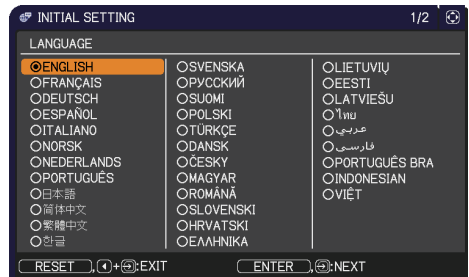 INITIAL SETTING 1/2
LANGUAGE
ENGLISH
FRANÇAIS
DEUTSCH
ESPAÑOL
ITALIANO
NORSK
NEDERLANDS
PORTUGUÊS
日本語
简体中文
繁體中文
한글
SVENSKA
РУССКИЙ
SUOMI
POLSKI
TÜRKÇE
DANSK
ČESKY
MAGYAR
ROMÂNĂ
SLOVENSKI
HRVATSKI
ΕΛΛΗΝΙΚΑ
LIETUVIŲ
EESTI
LATVIEŠU
ไทย
عربي
فارسي
PORTUGUÊS BRA
INDONESIAN
VIỆT
RESET ,+:EXIT ENTER ,:NEXT